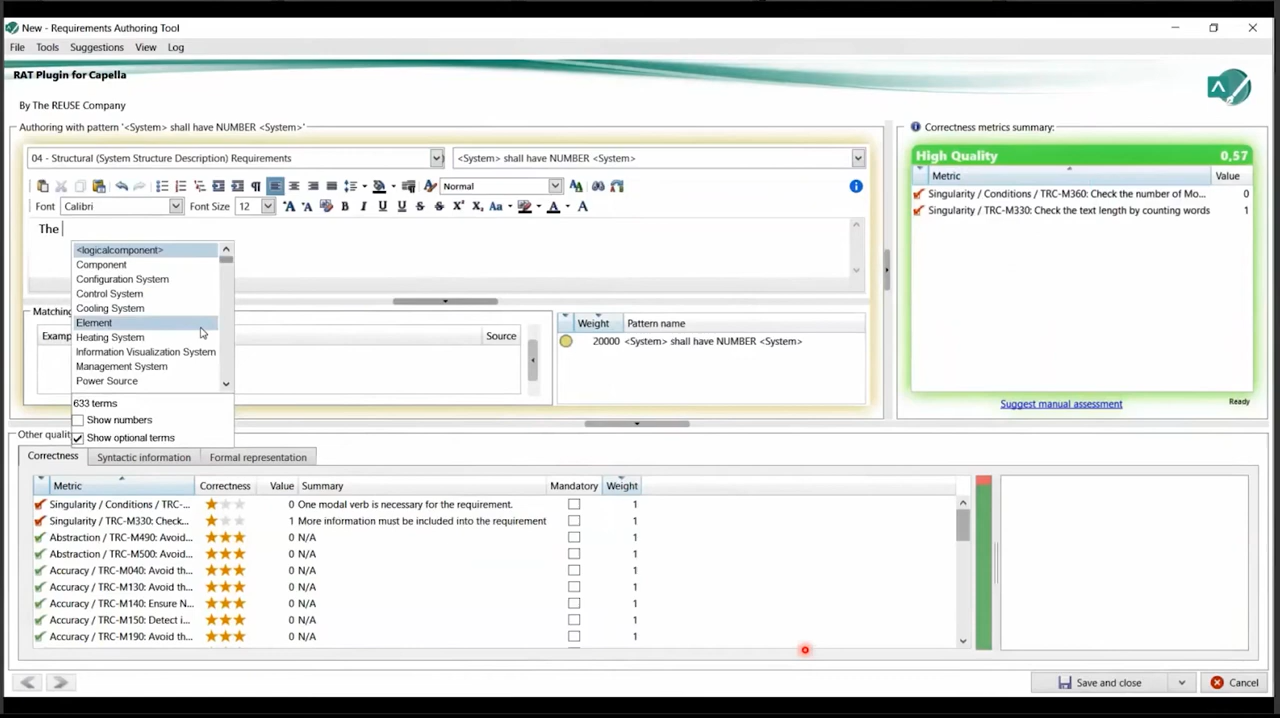 New - Requirements Authoring Tool
File Tools Suggestions View Log
RAT Plugin for Capella
By The REUSE Company
Authoring with pattern '<System> shall have NUMBER <System>'
04 - Structural (System Structure Description) Requirements
<System> shall have NUMBER <System>
Normal
Font Calibri Font Size 12 B I U U S S X² X, Aa A A
The
<logicalcomponent>
Component
Configuration System
Control System
Cooling System
Element
Heating System
Information Visualization System
Management System
Power Source
633 terms
Show numbers
Show optional terms
Matching
Examp
Source
Weight Pattern name
20000 <System> shall have NUMBER <System>
Correctness metrics summary:
High Quality 0,57
Metric Value
Singularity / Conditions / TRC-M360: Check the number of Mo... 0
Singularity / TRC-M330: Check the text length by counting words 1
Suggest manual assessment
Ready
Other quality
Correctness Syntactic information Formal representation
Metric Correctness Value Summary Mandatory Weight
Singularity / Conditions / TRC-... 0 One modal verb is necessary for the requirement. 1
Singularity / TRC-M330: Check... 1 More information must be included into the requirement 1
Abstraction / TRC-M490: Avoid... 0 N/A 1
Abstraction / TRC-M500: Avoid... 0 N/A 1
Accuracy / TRC-M040: Avoid th... 0 N/A 1
Accuracy / TRC-M130: Avoid th... 0 N/A 1
Accuracy / TRC-M140: Ensure N... 0 N/A 1
Accuracy / TRC-M150: Detect i... 0 N/A 1
Accuracy / TRC-M190: Avoid th... 0 N/A 1
Save and close Cancel